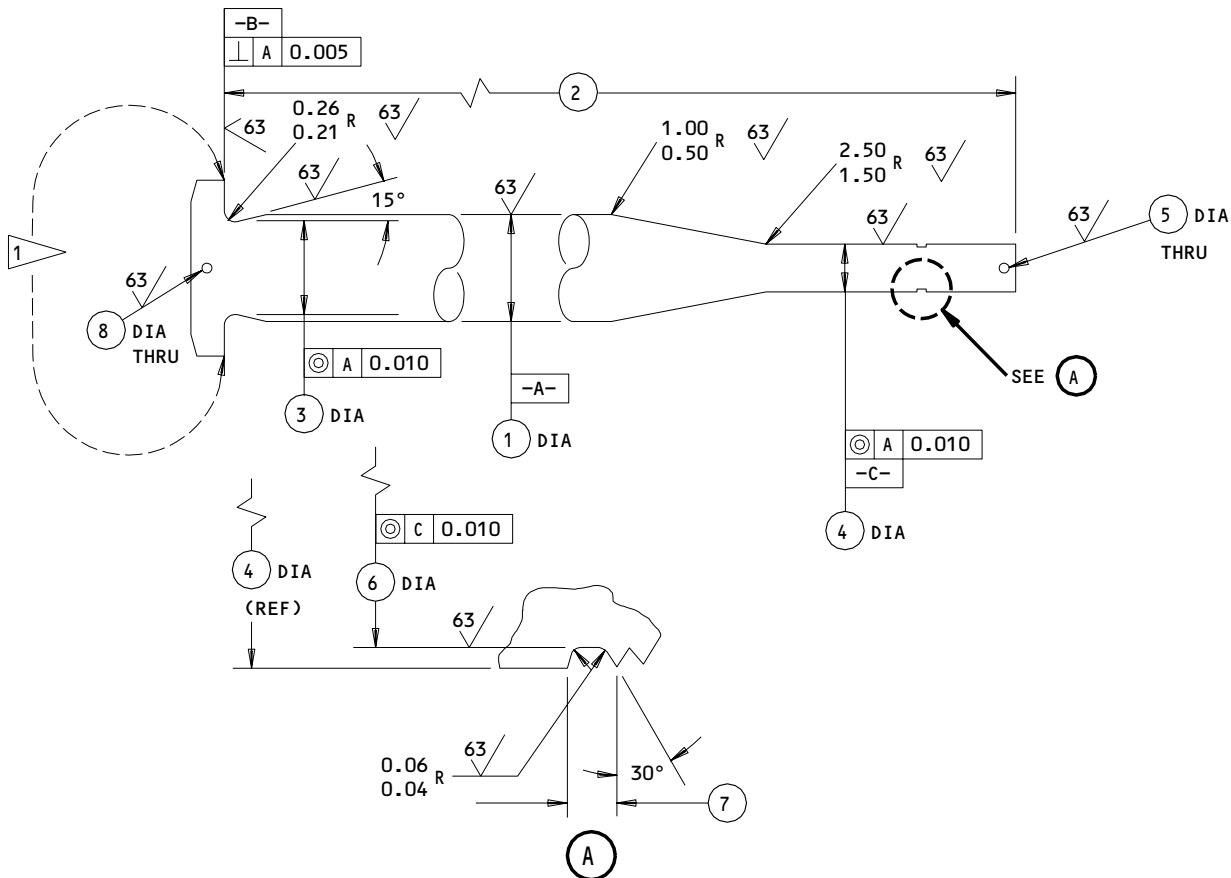 -B-
⊥ A 0.005
2
0.26
0.21 R
63
63
63
15°
63
1.00
0.50 R
63
2.50
1.50 R
63
63
63
5 DIA
THRU
1
63
8 DIA
THRU
◎ A 0.010
3 DIA
-A-
1 DIA
SEE A
◎ A 0.010
-C-
4 DIA
◎ C 0.010
4 DIA
(REF)
6 DIA
63
0.06
0.04 R
63
30°
7
A